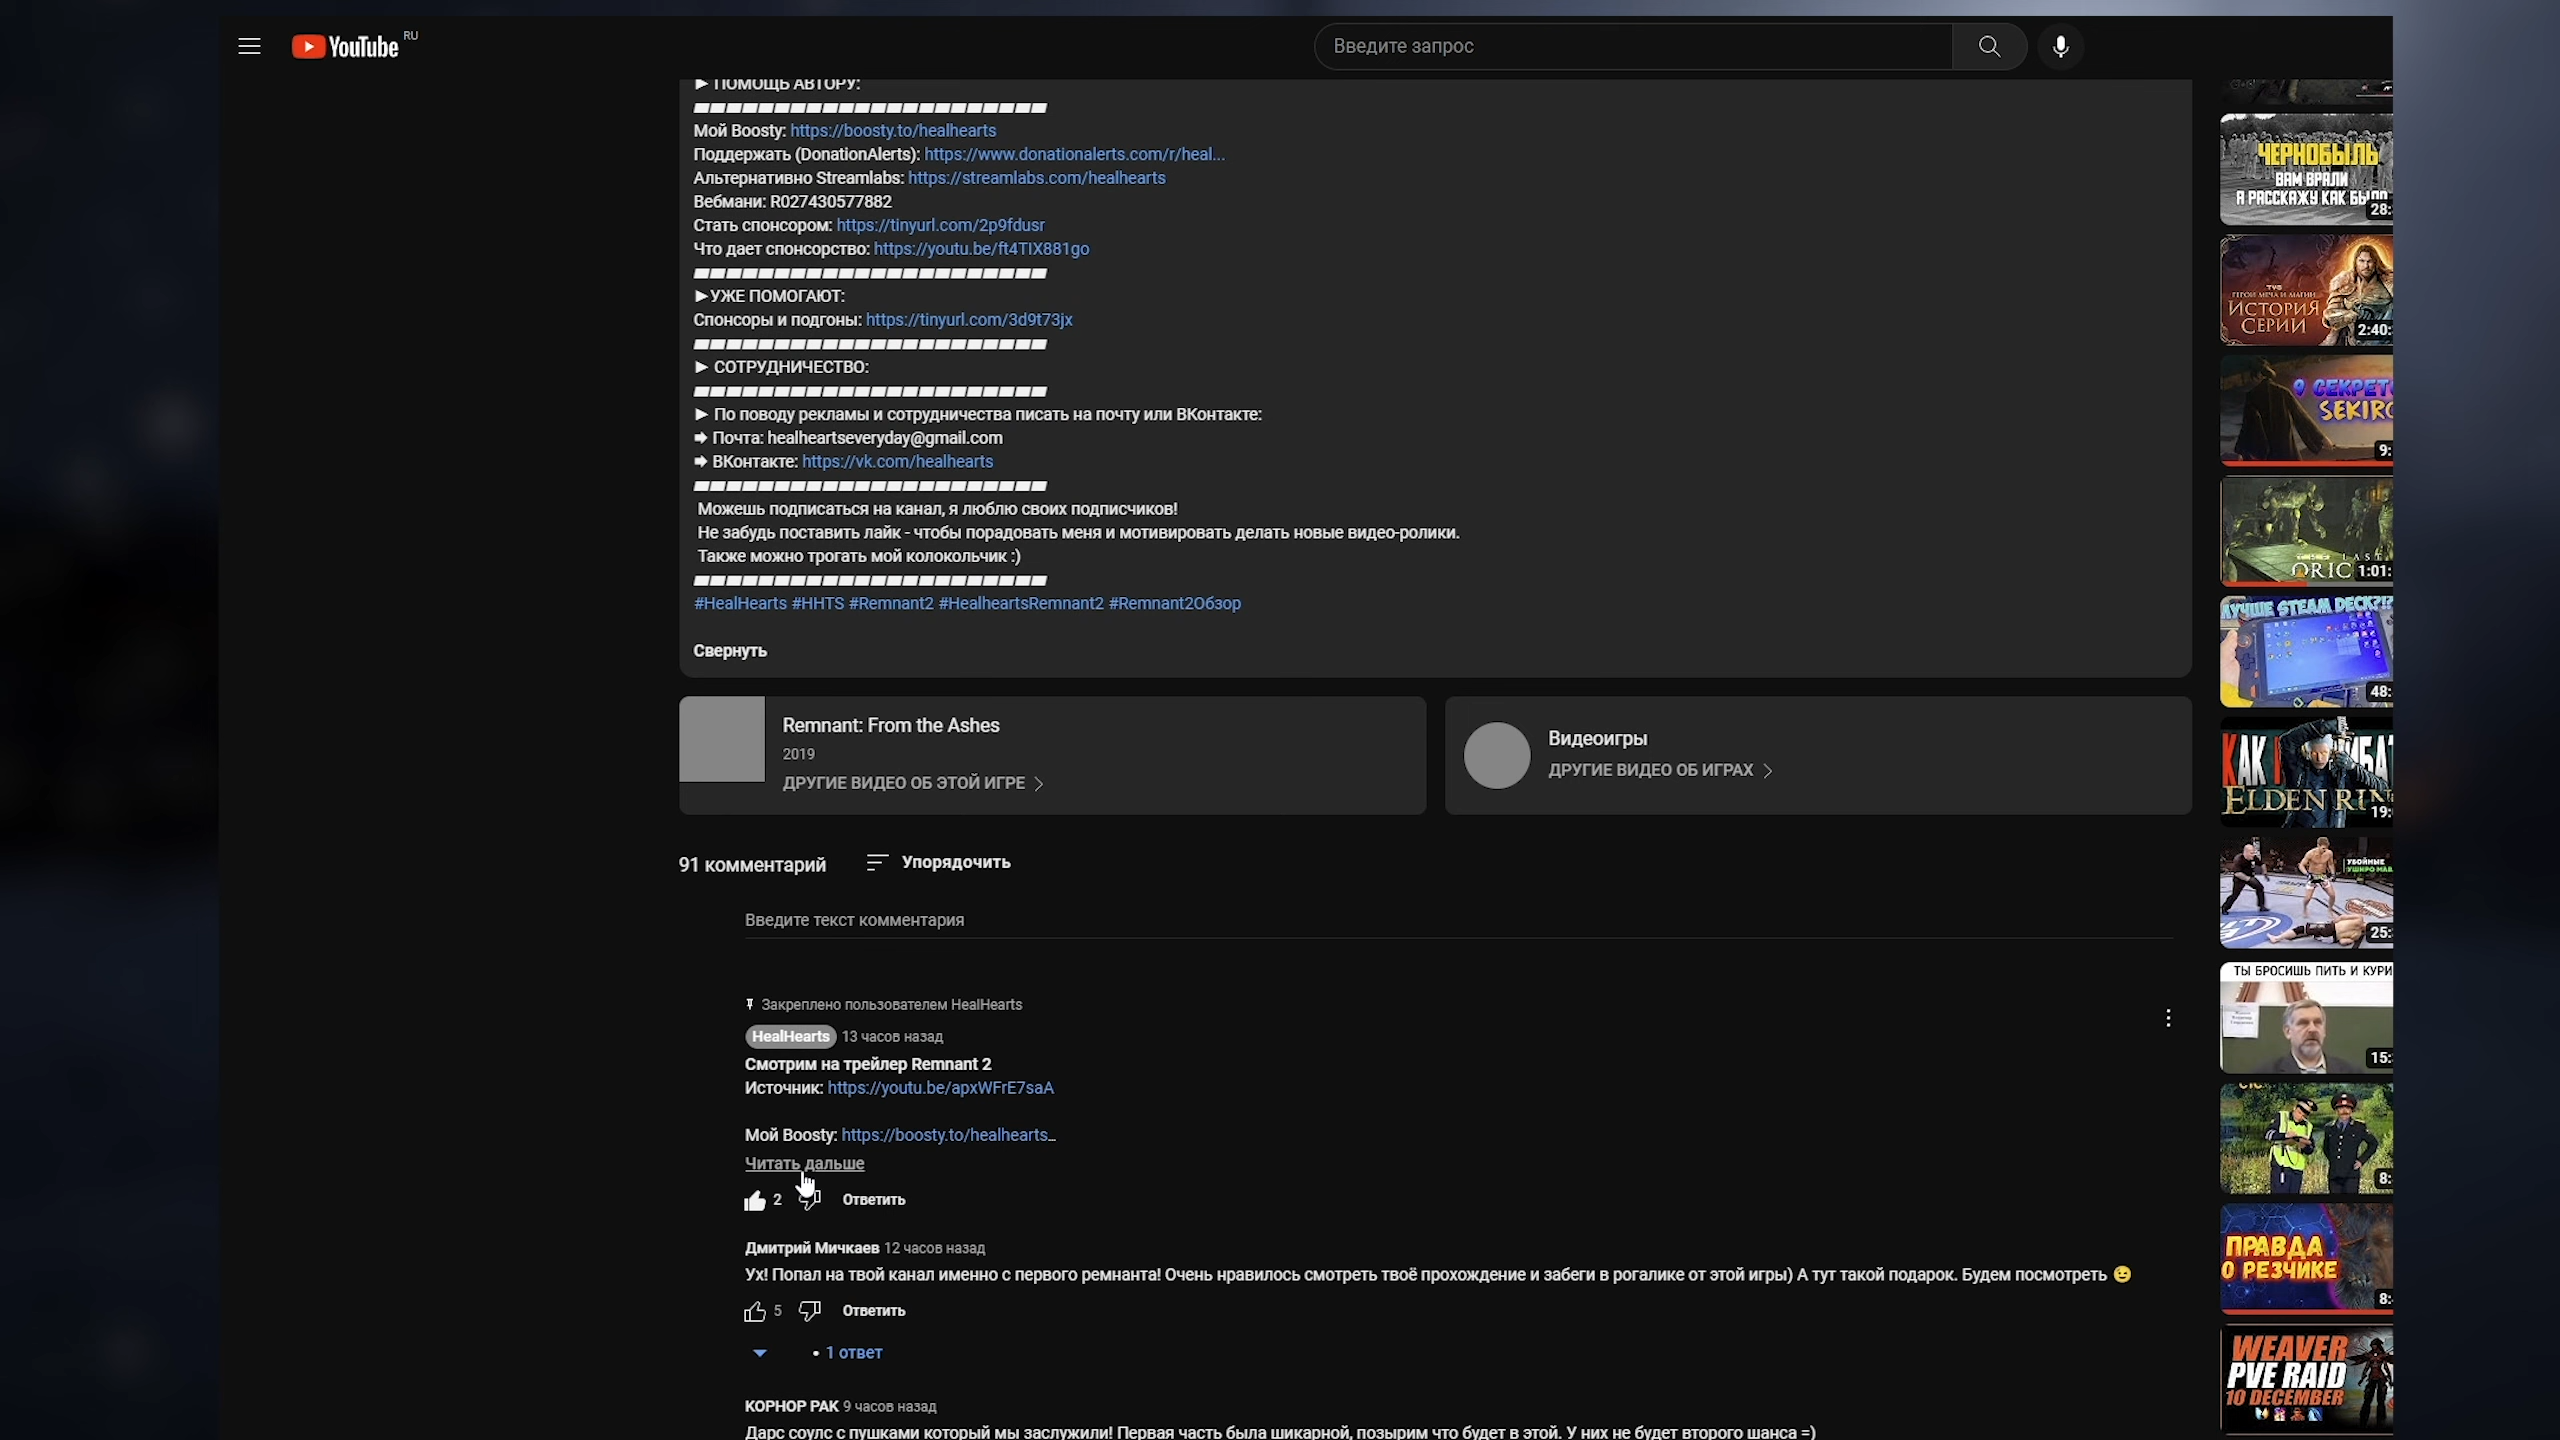 YouTube RU
Введите запрос
► ПОМОЩЬ АВТОРУ:
Мой Boosty: https://boosty.to/healhearts
Поддержать (DonationAlerts): https://www.donationalerts.com/r/heal...
Альтернативно Streamlabs: https://streamlabs.com/healhearts
Вебмани: R027430577882
Стать спонсором: https://tinyurl.com/2p9fdusr
Что дает спонсорство: https://youtu.be/ft4TIX881go
►УЖЕ ПОМОГАЮТ:
Спонсоры и подгоны: https://tinyurl.com/3d9t73jx
► СОТРУДНИЧЕСТВО:
► По поводу рекламы и сотрудничества писать на почту или ВКонтакте:
➡ Почта: healheartseveryday@gmail.com
➡ ВКонтакте: https://vk.com/healhearts
Можешь подписаться на канал, я люблю своих подписчиков!
Не забудь поставить лайк - чтобы порадовать меня и мотивировать делать новые видео-ролики.
Также можно трогать мой колокольчик :)
#HealHearts #HHTS #Remnant2 #HealheartsRemnant2 #Remnant2Обзор
Свернуть
Remnant: From the Ashes
2019
ДРУГИЕ ВИДЕО ОБ ЭТОЙ ИГРЕ
Видеоигры
ДРУГИЕ ВИДЕО ОБ ИГРАХ
91 комментарий
Упорядочить
Введите текст комментария
Закреплено пользователем HealHearts
HealHearts 13 часов назад
Смотрим на трейлер Remnant 2
Источник: https://youtu.be/apxWFrE7saA
Мой Boosty: https://boosty.to/healhearts...
Читать дальше
2 Ответить
Дмитрий Мичкаев 12 часов назад
Ух! Попал на твой канал именно с первого ремнанта! Очень нравилось смотреть твоё прохождение и забеги в рогалике от этой игры) А тут такой подарок. Будем посмотреть 😉
5 Ответить
• 1 ответ
КОРНОР РАК 9 часов назад
Дарс соулс с пушками который мы заслужили! Первая часть была шикарной, позырим что будет в этой. У них не будет второго шанса =)
ЧЕРНОБЫЛЬ
ВАМ ВРАЛИ
Я РАССКАЖУ КАК БЫЛО
28:
ГЕРОИ МЕЧА И МАГИИ
ИСТОРИЯ
СЕРИИ
2:40:
9 СЕКРЕТ
SEKIRO
9:
1:01:
ЛУЧШЕ STEAM DECK?!?
48:
КАК
ELDEN RIN
19:
УБОЙНЫЕ
25:
ТЫ БРОСИШЬ ПИТЬ И КУРИ
15:
8:
ПРАВДА
О РЕЗЧИКЕ
8:
WEAVER
PVE RAID
10 DECEMBER